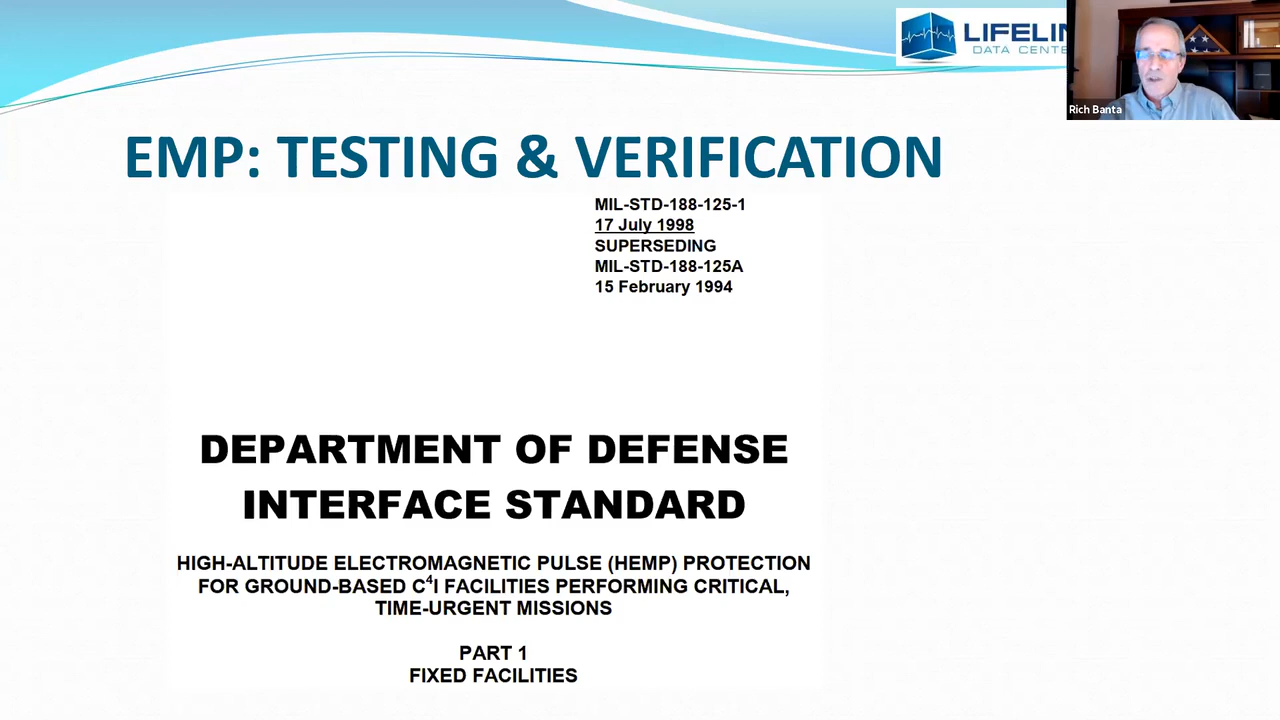 LIFELIN
DATA CENTE
Rich Banta
EMP: TESTING & VERIFICATION
MIL-STD-188-125-1
17 July 1998
SUPERSEDING
MIL-STD-188-125A
15 February 1994
DEPARTMENT OF DEFENSE
INTERFACE STANDARD
HIGH-ALTITUDE ELECTROMAGNETIC PULSE (HEMP) PROTECTION
FOR GROUND-BASED C⁴I FACILITIES PERFORMING CRITICAL,
TIME-URGENT MISSIONS
PART 1
FIXED FACILITIES